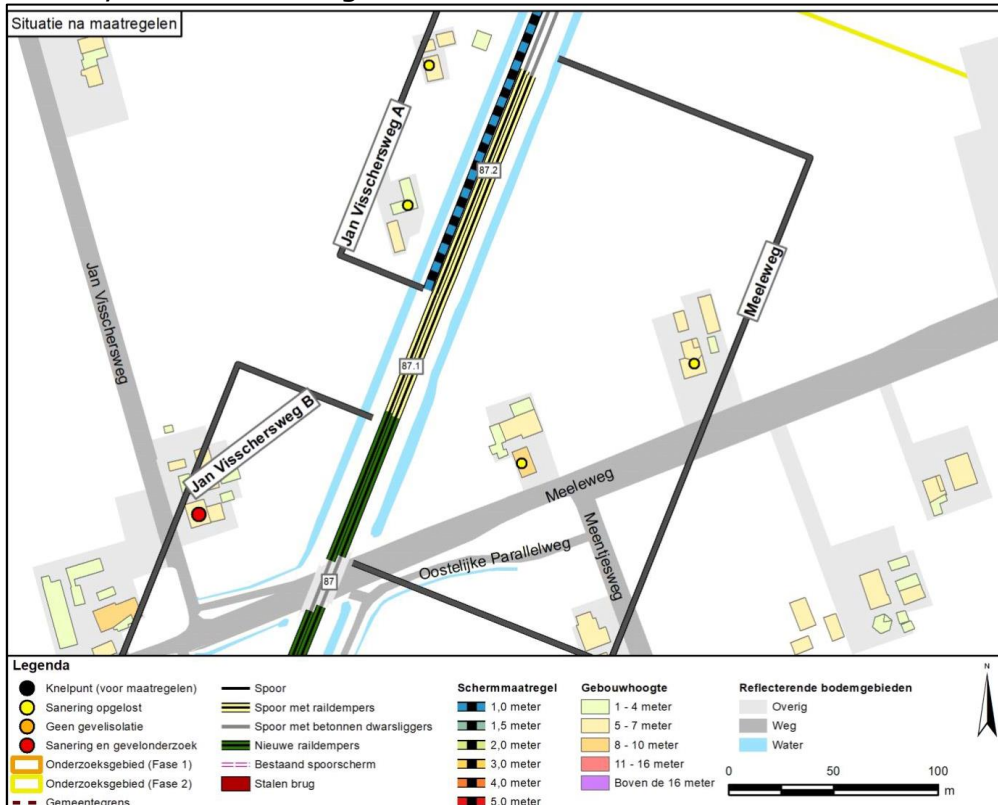 Situatie na maatregelen
Jan Visschersweg A
87.2
Jan Visschersweg
Meeleweg
87.1
Jan Visschersweg B
Meeleweg
Meentjesweg
Oostelijke Parallelweg
87
Legenda
Knelpunt (voor maatregelen)
Sanering opgelost
Geen gevelisolatie
Sanering en gevelonderzoek
Onderzoeksgebied (Fase 1)
Onderzoeksgebied (Fase 2)
Gemeentegrens
Spoor
Spoor met raildempers
Spoor met betonnen dwarsliggers
Nieuwe raildempers
Bestaand spoorscherm
Stalen brug
Schermmaatregel
1,0 meter
1,5 meter
2,0 meter
3,0 meter
4,0 meter
5,0 meter
Gebouwhoogte
1 - 4 meter
5 - 7 meter
8 - 10 meter
11 - 16 meter
Boven de 16 meter
Reflecterende bodemgebieden
Overig
Weg
Water
N
0 50 100
m